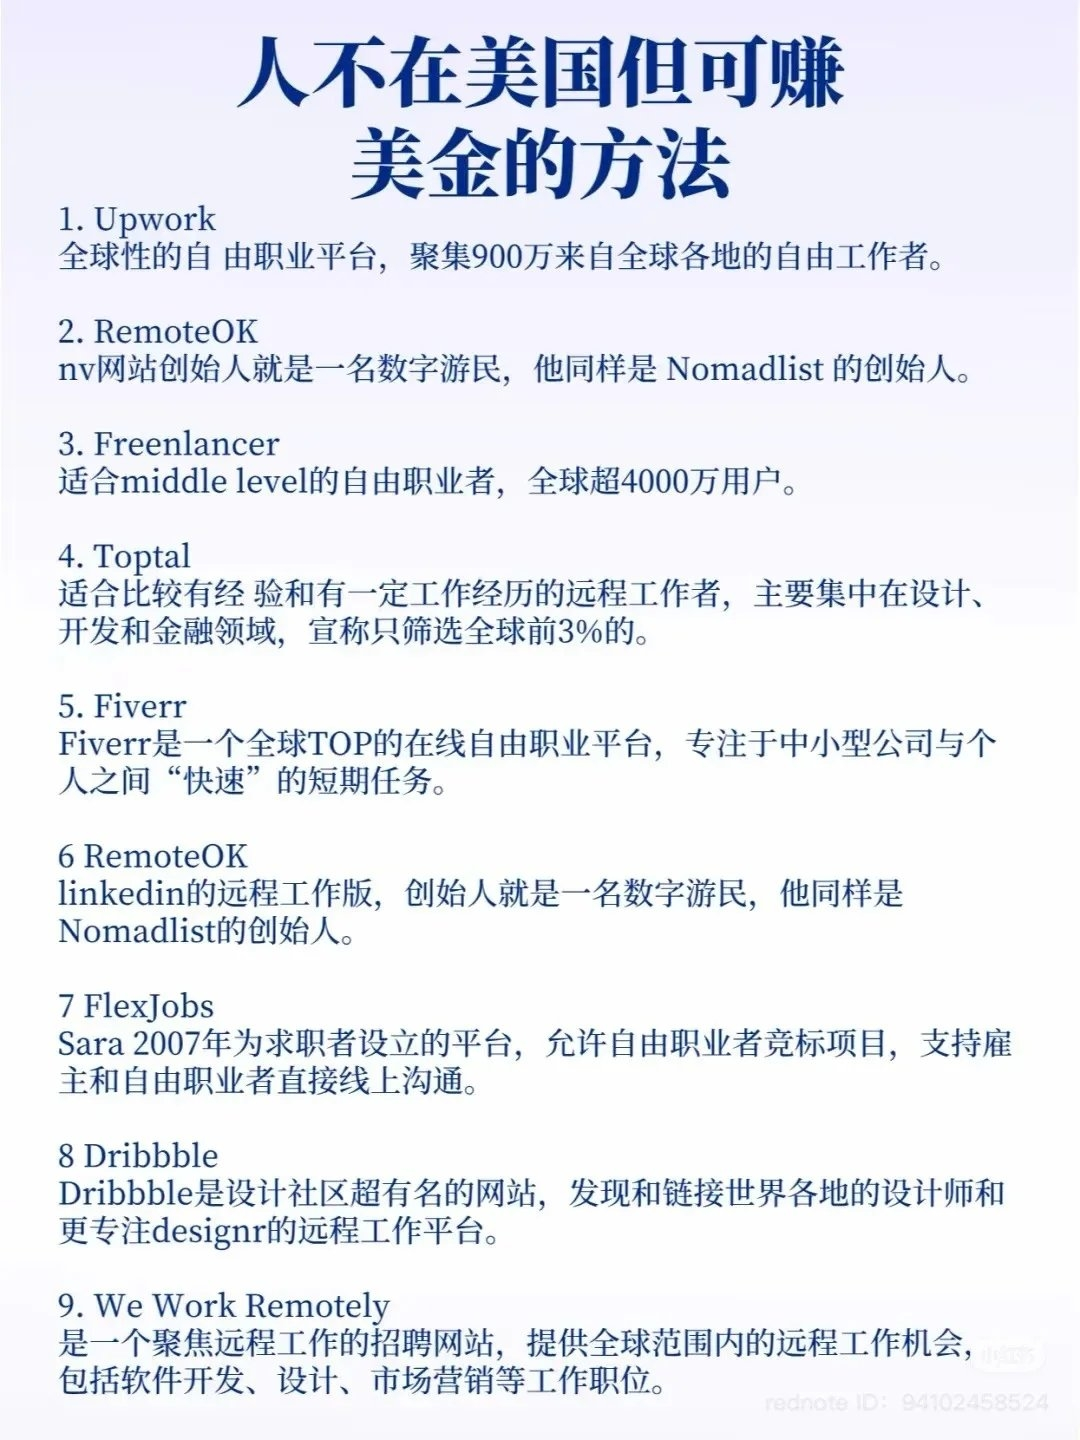 人不在美国但可赚
美金的方法
1. Upwork
全球性的自 由职业平台，聚集900万来自全球各地的自由工作者。
2. RemoteOK
nv网站创始人就是一名数字游民，他同样是 Nomadlist 的创始人。
3. Freenlancer
适合middle level的自由职业者，全球超4000万用户。
4. Toptal
适合比较有经 验和有一定工作经历的远程工作者，主要集中在设计、
开发和金融领域，宣称只筛选全球前3%的。
5. Fiverr
Fiverr是一个全球TOP的在线自由职业平台，专注于中小型公司与个
人之间“快速”的短期任务。
6 RemoteOK
linkedin的远程工作版，创始人就是一名数字游民，他同样是
Nomadlist的创始人。
7 FlexJobs
Sara 2007年为求职者设立的平台，允许自由职业者竞标项目，支持雇
主和自由职业者直接线上沟通。
8 Dribbble
Dribbble是设计社区超有名的网站，发现和链接世界各地的设计师和
更专注designr的远程工作平台。
9. We Work Remotely
是一个聚焦远程工作的招聘网站，提供全球范围内的远程工作机会，
包括软件开发、设计、市场营销等工作职位。
小红书
rednote ID: 94102458524